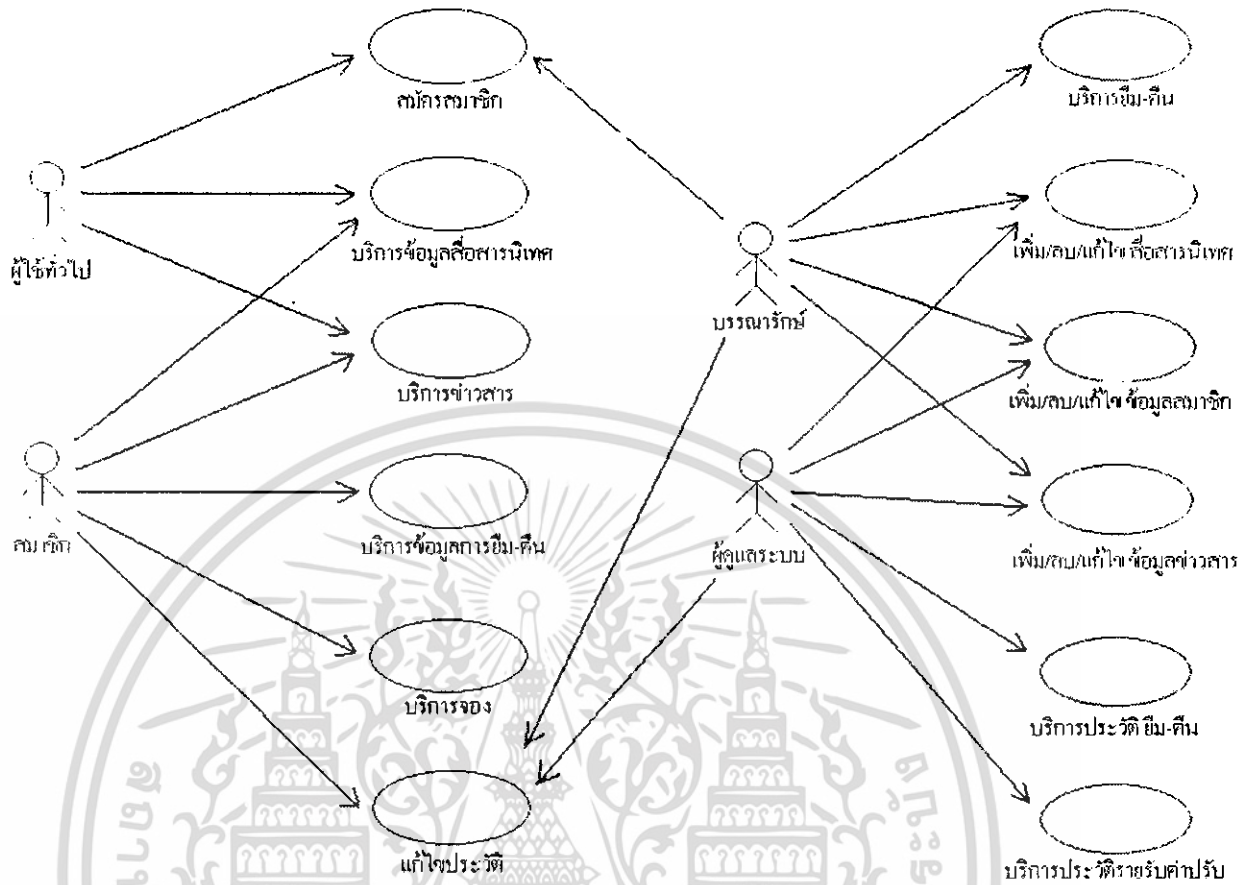 สมัครสมาชิก
บริการยืม-คืน
ผู้ใช้ทั่วไป
บริการข้อมูลสื่อสารนิเทศ
เพิ่ม/ลบ/แก้ไข สื่อสารนิเทศ
บรรณารักษ์
บริการข่าวสาร
เพิ่ม/ลบ/แก้ไข ข้อมูลสมาชิก
สมาชิก
บริการข้อมูลการยืม-คืน
ผู้ดูแลระบบ
เพิ่ม/ลบ/แก้ไข ข้อมูลข่าวสาร
บริการจอง
บริการประวัติ ยืม-คืน
แก้ไขประวัติ
บริการประวัติรายรับค่าปรับ